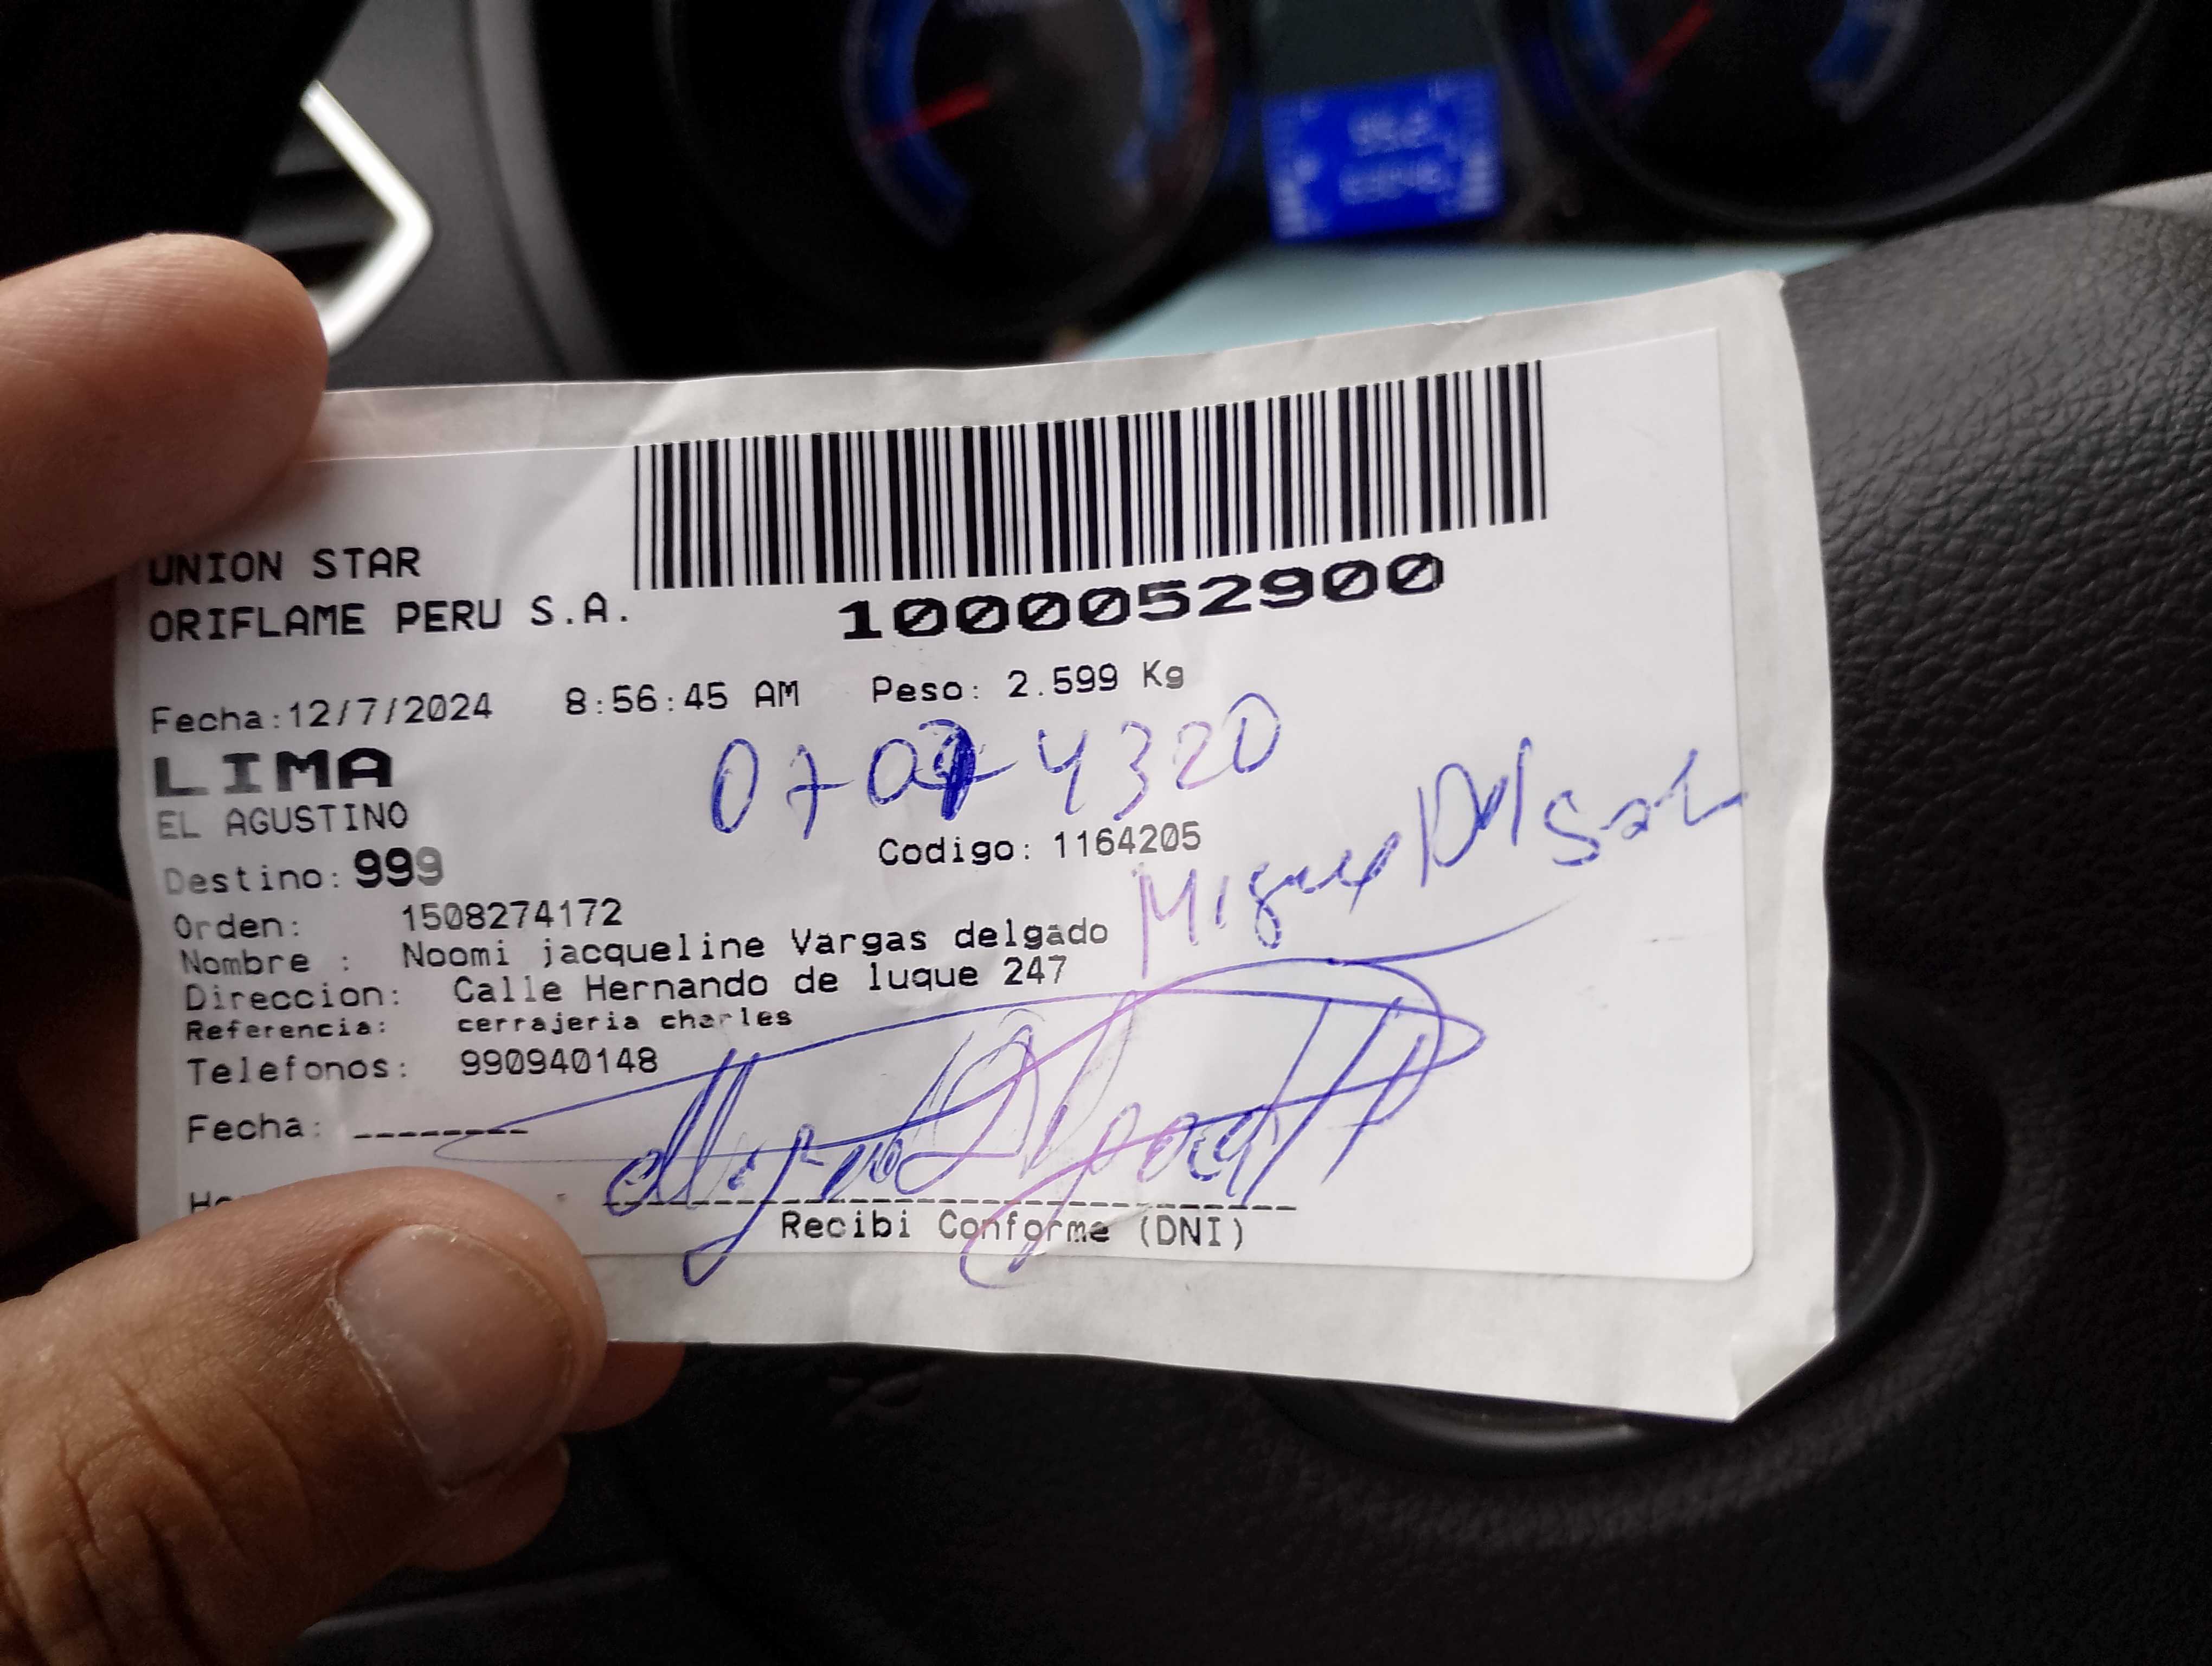 UNION STAR
ORIFLAME PERU S.A.
1000052900
Fecha:12/7/2024 8:56:45 AM Peso: 2.599 Kg
LIMA
EL AGUSTINO
Codigo: 1164205
Destino: 999
Orden: 1508274172
Nombre : Noomi jacqueline Vargas delgado
Miguel
Direccion: Calle Hernando de luque 247
Referencia: cerrajeria charles
Telefonos: 990940148
Fecha: --------
Recibi Conforme (DNI)